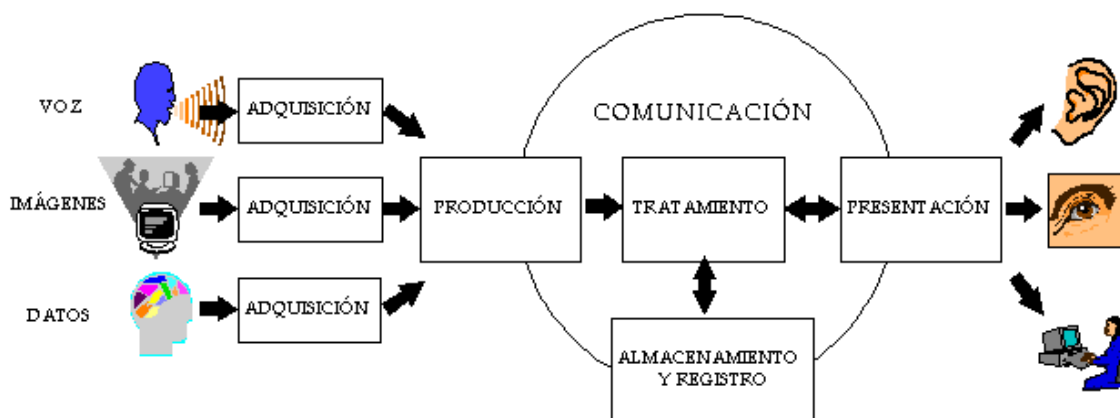 VOZ
ADQUISICIÓN
COMUNICACIÓN
IMÁGENES
ADQUISICIÓN
PRODUCCIÓN
TRATAMIENTO
PRESENTACIÓN
DATOS
ADQUISICIÓN
ALMACENAMIENTO
Y REGISTRO